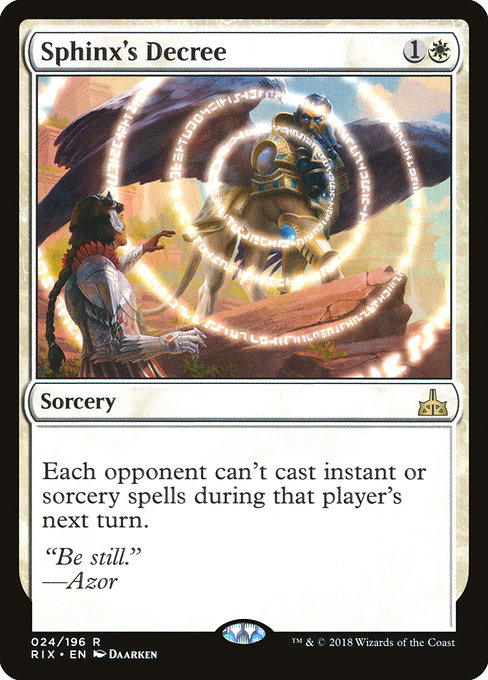 Sphinx's Decree 1
Sorcery
Each opponent can't cast instant or
sorcery spells during that player's
next turn.
"Be still."
—Azor
024/196 R
RIX • EN Daarken
™ & © 2018 Wizards of the Coast